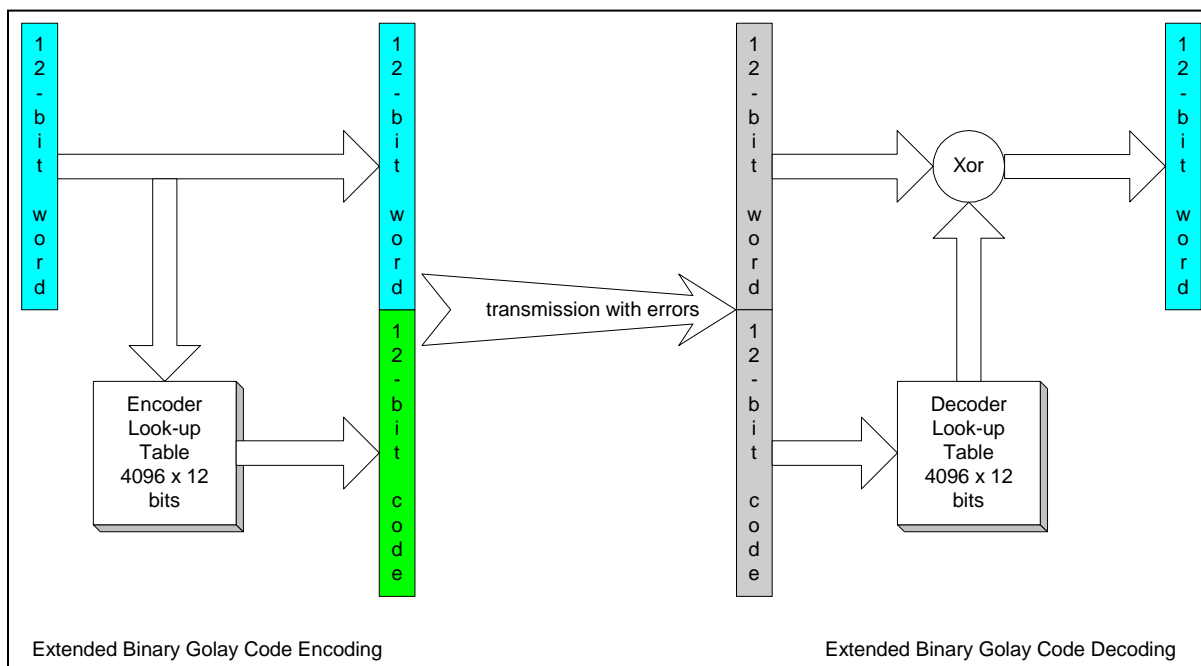 12-bit word
12-bit word
12-bit code
Encoder
Look-up
Table
4096 x 12
bits
transmission with errors
12-bit word
12-bit code
Xor
Decoder
Look-up
Table
4096 x 12
bits
12-bit word
Extended Binary Golay Code Encoding
Extended Binary Golay Code Decoding